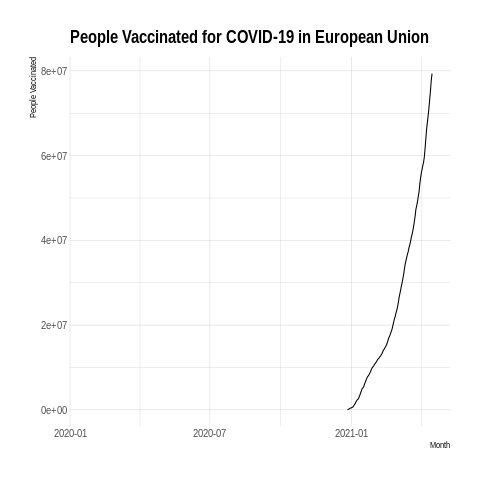 People Vaccinated for COVID-19 in European Union
People Vaccinated
8e+07
6e+07
4e+07
2e+07
0e+00
2020-01
2020-07
2021-01
Month